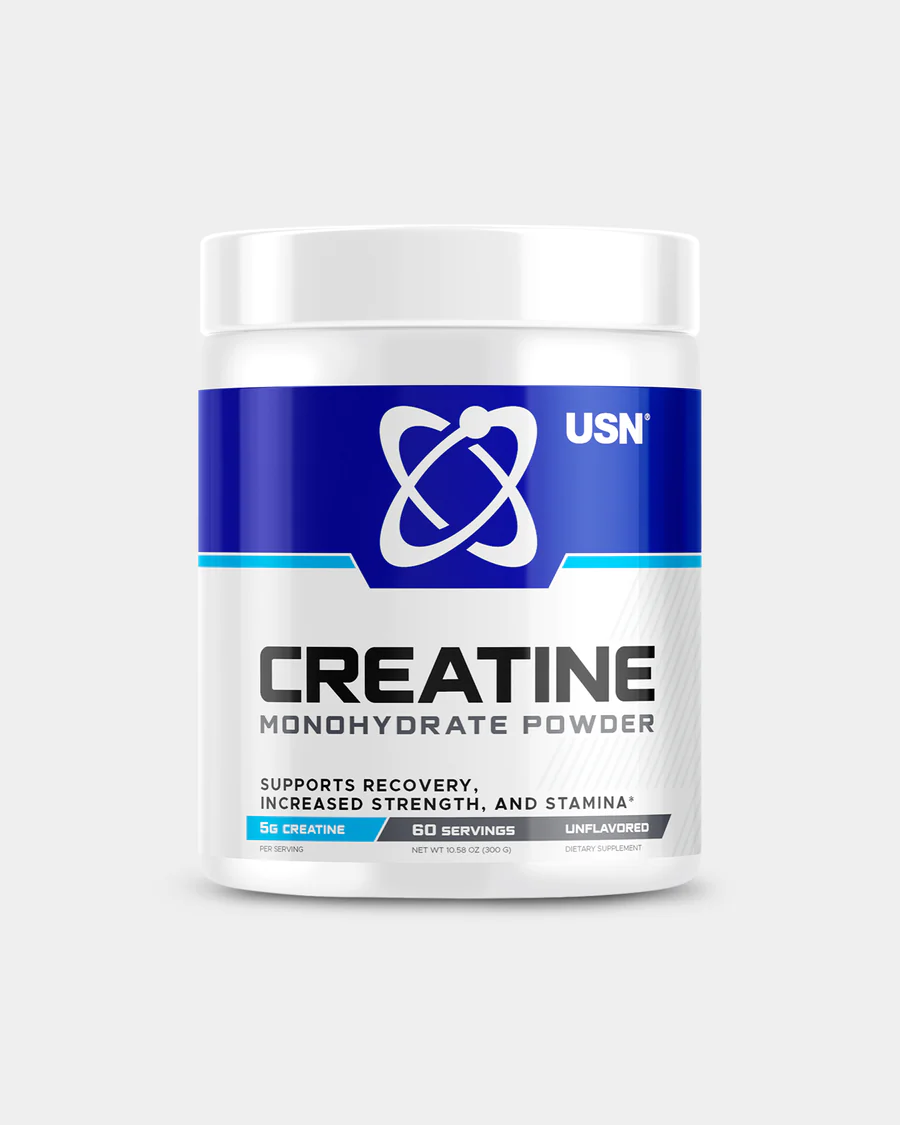 USN®
CREATINE
MONOHYDRATE POWDER
SUPPORTS RECOVERY,
INCREASED STRENGTH, AND STAMINA*
5G CREATINE 60 SERVINGS UNFLAVORED
PER SERVING NET WT 10.58 OZ (300 G) DIETARY SUPPLEMENT